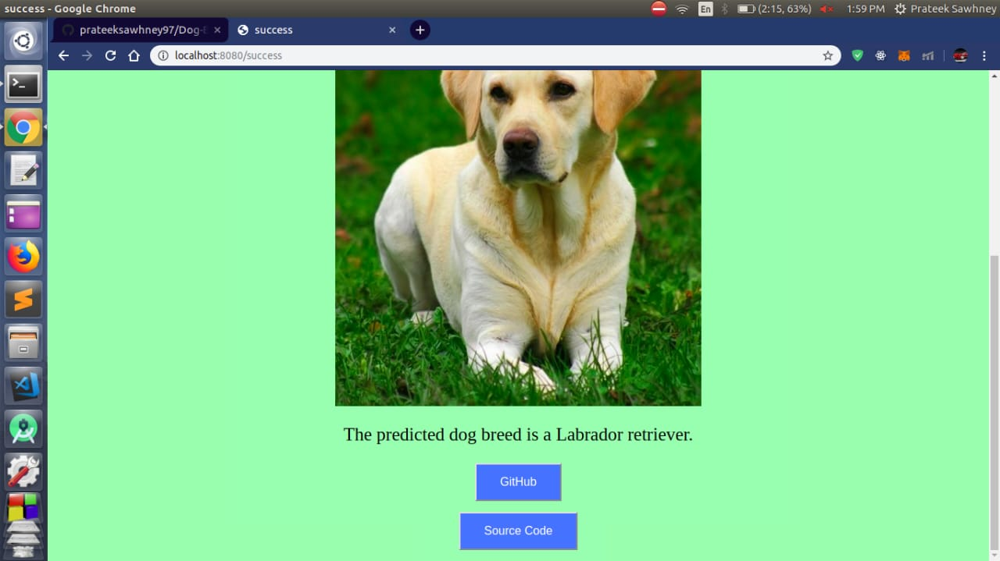 success - Google Chrome
En
(2:15, 63%)
1:59 PM
Prateek Sawhney
prateeksawhney97/Dog-
success
localhost:8080/success
The predicted dog breed is a Labrador retriever.
GitHub
Source Code